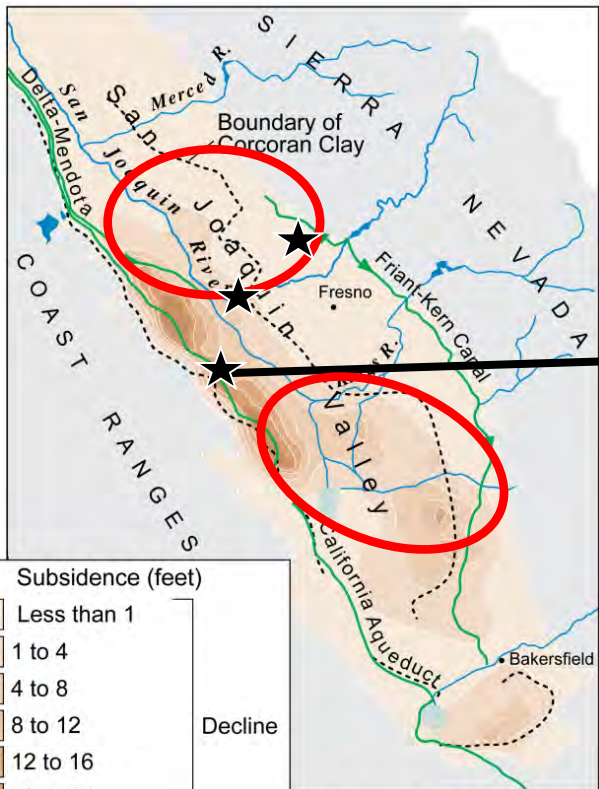 SIERRA
NEVADA
Merced R.
San
Joaquin
River
San
Joaquin
Valley
Delta-Mendota
Boundary of
Corcoran Clay
Fresno
Friant-Kern Canal
R.
COAST RANGES
California Aqueduct
Bakersfield
Subsidence (feet)
Less than 1
1 to 4
4 to 8
8 to 12
12 to 16
Decline